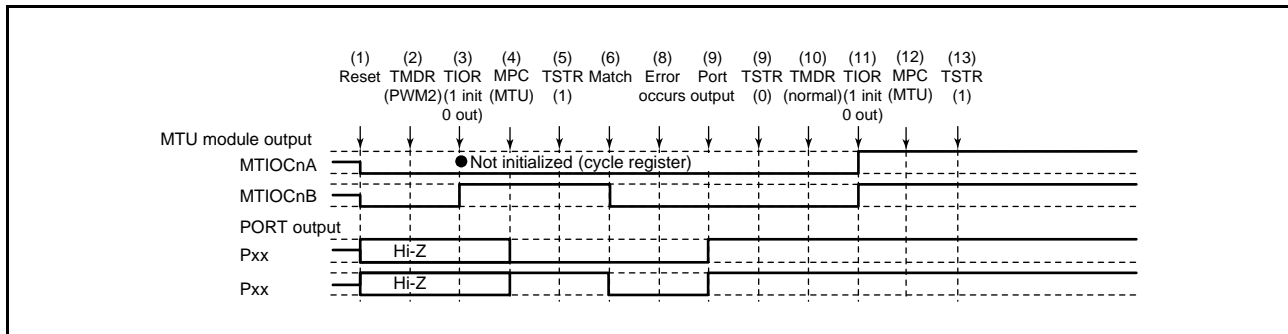 (1) (2) (3) (4) (5) (6) (8) (9) (9) (10) (11) (12) (13)
Reset TMDR TIOR MPC TSTR Match Error Port TSTR TMDR TIOR MPC TSTR
(PWM2) (1 init (MTU) (1) occurs output (0) (normal) (1 init (MTU) (1)
0 out) 0 out)
MTU module output
MTIOCnA
●Not initialized (cycle register)
MTIOCnB
PORT output
Pxx
Hi-Z
Pxx
Hi-Z